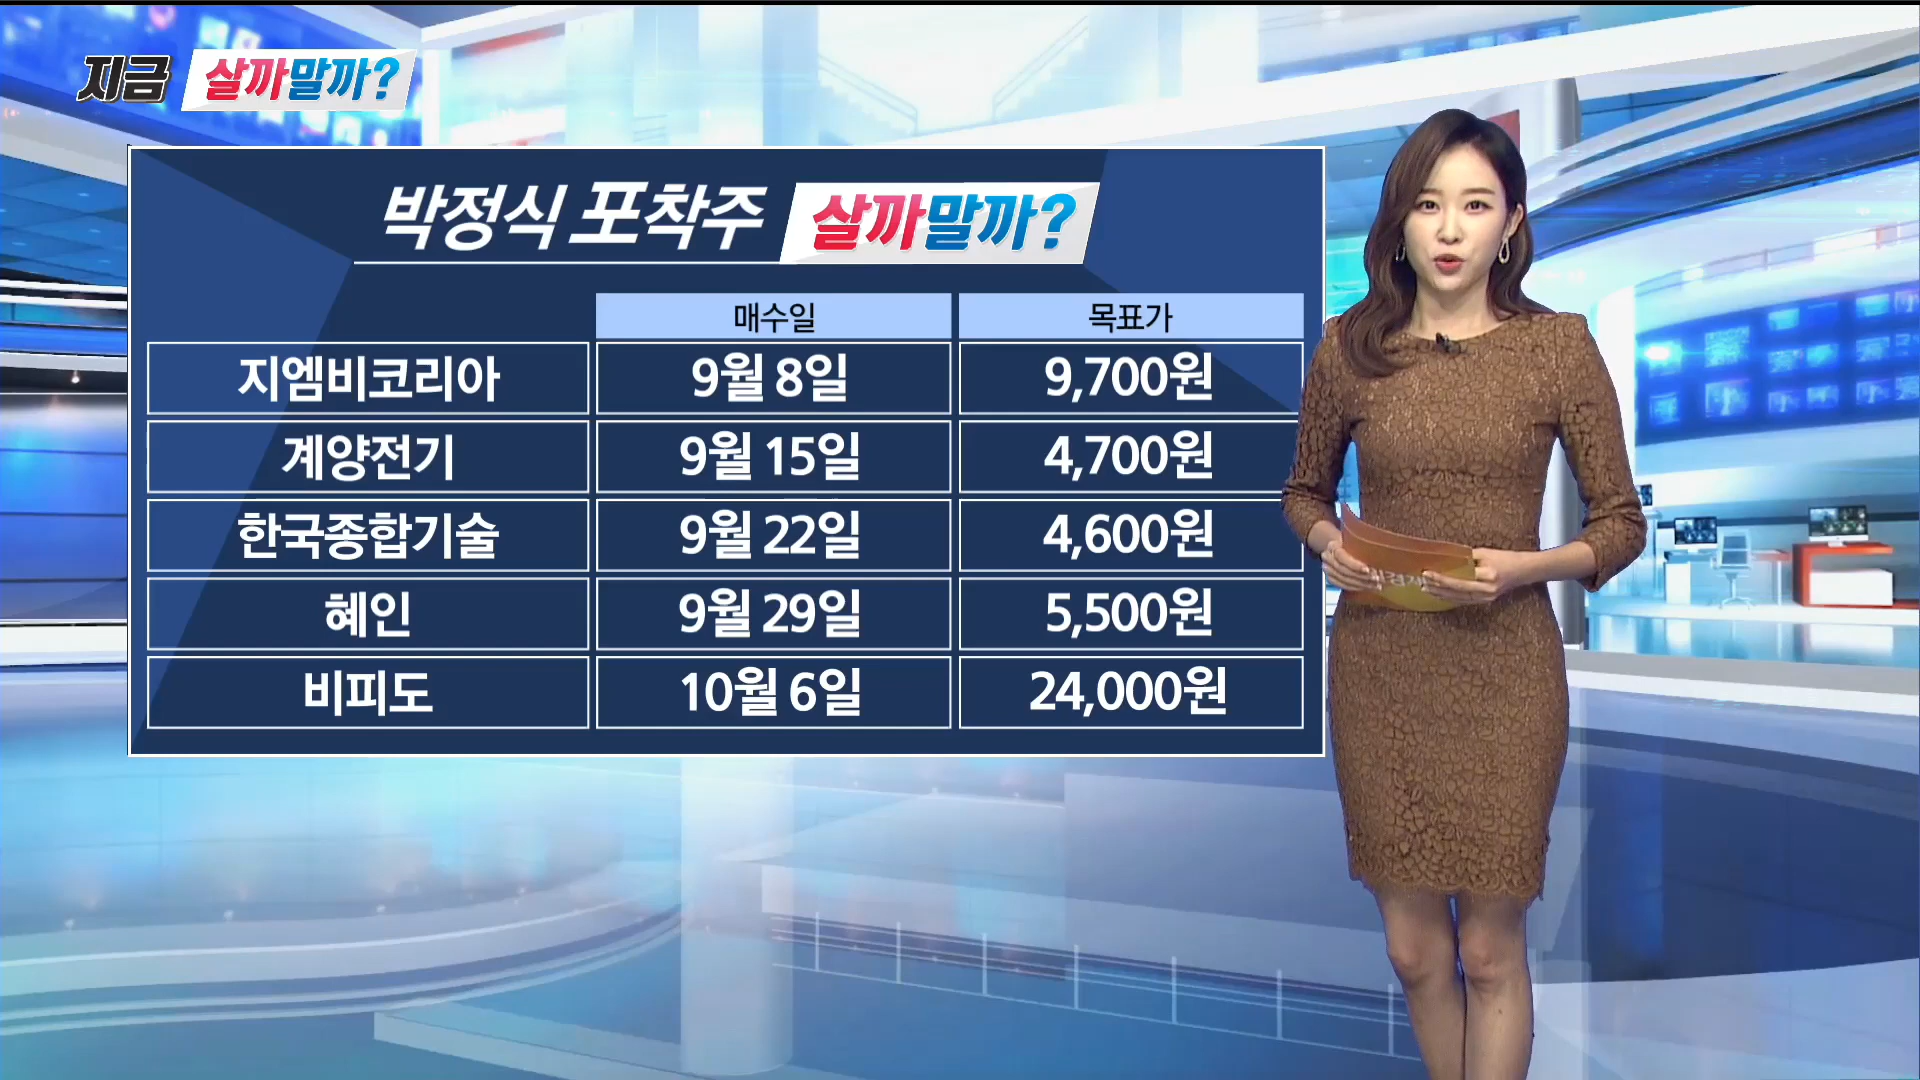 지금 살까말까?
박정식 포착주 살까말까?
매수일 목표가
지엠비코리아 9월 8일 9,700원
계양전기 9월 15일 4,700원
한국종합기술 9월 22일 4,600원
혜인 9월 29일 5,500원
비피도 10월 6일 24,000원